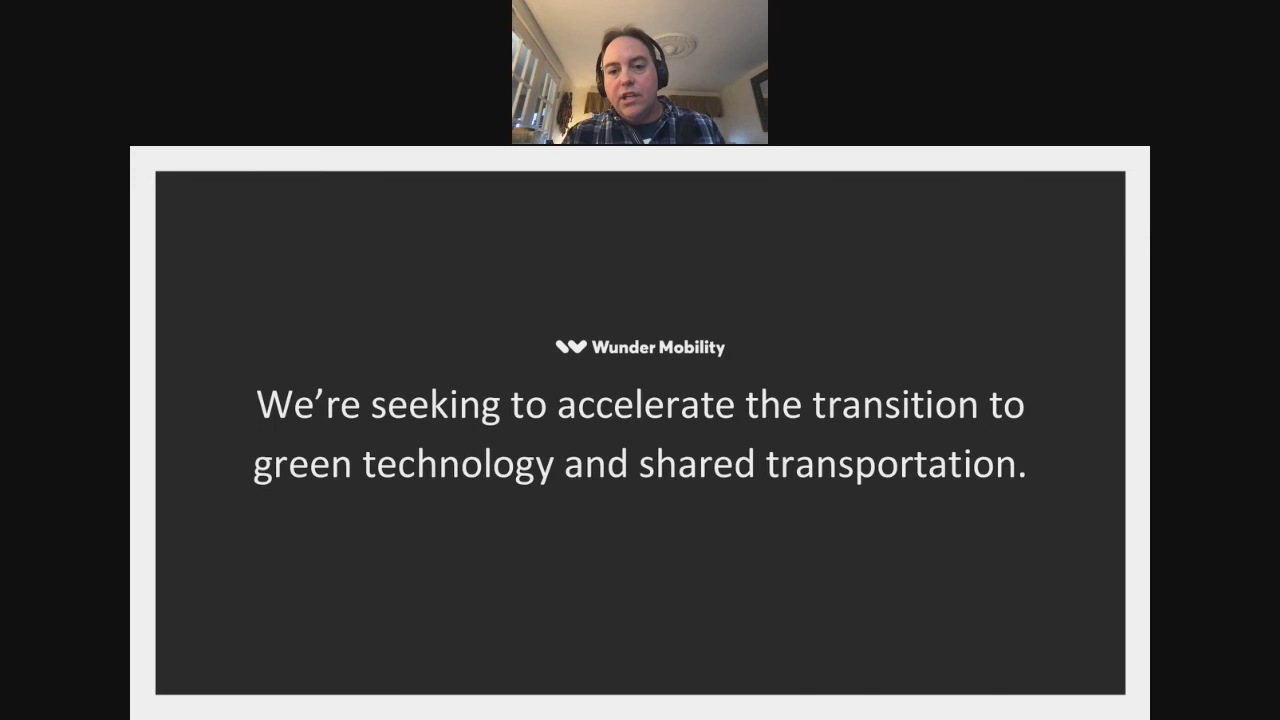 Wunder Mobility
We’re seeking to accelerate the transition to
green technology and shared transportation.